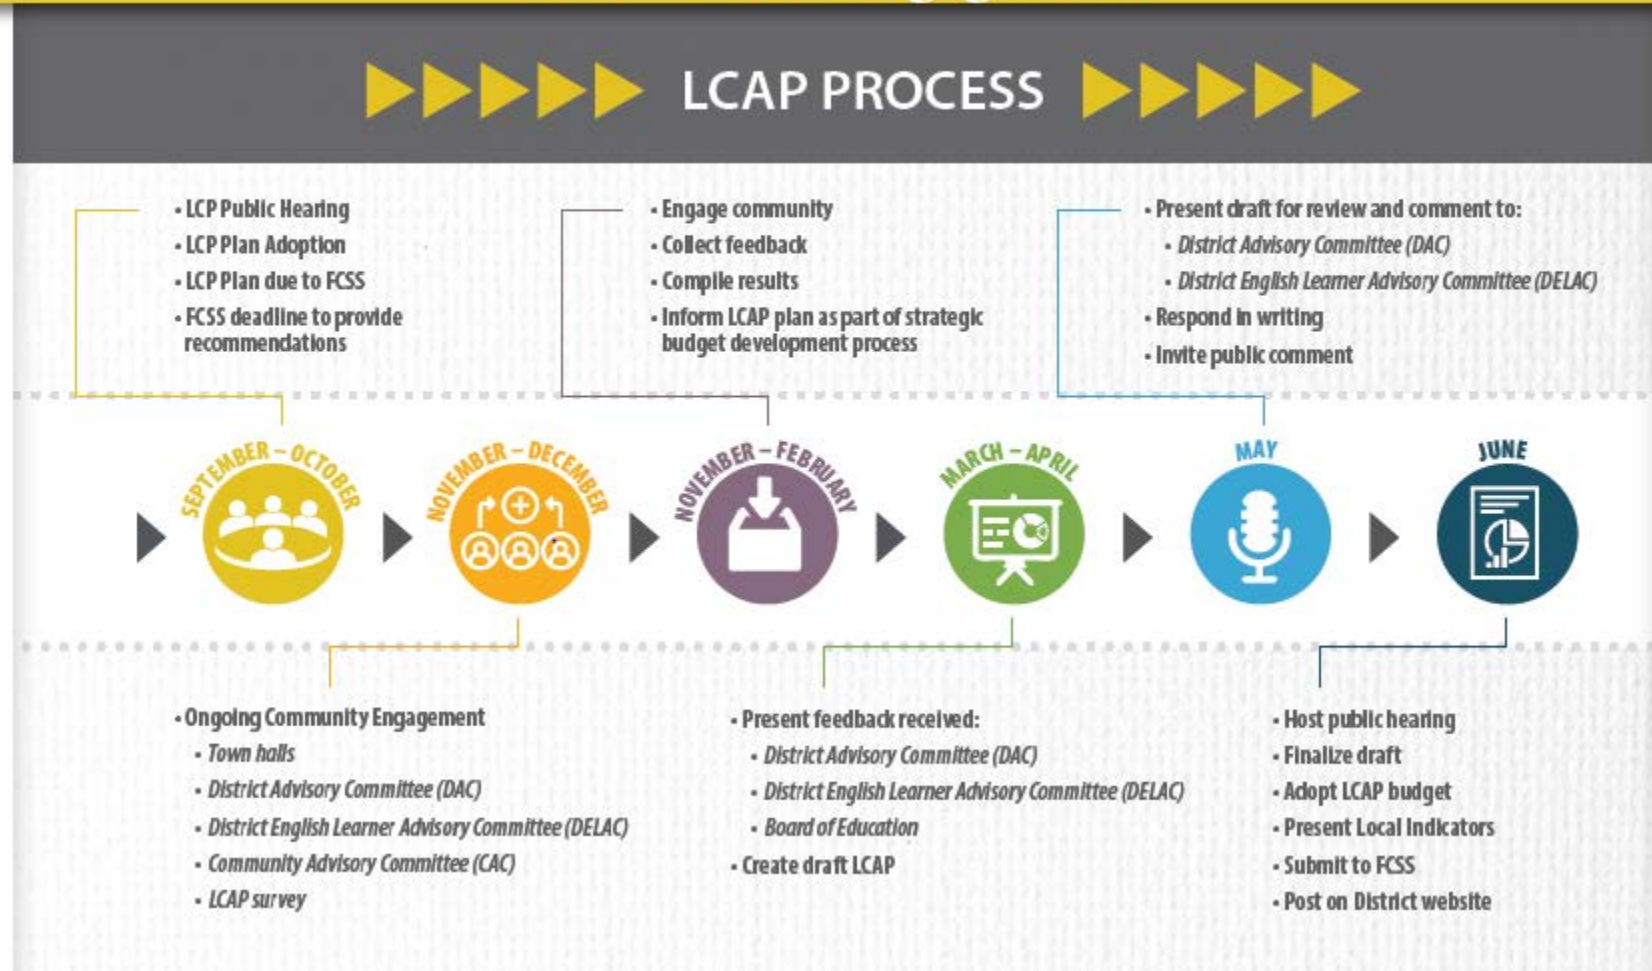 LCAP PROCESS
• LCP Public Hearing
• LCP Plan Adoption
• LCP Plan due to FCSS
• FCSS deadline to provide
recommendations
• Engage community
• Collect feedback
• Compile results
• Inform LCAP plan as part of strategic
budget development process
• Present draft for review and comment to:
• District Advisory Committee (DAC)
• District English Learner Advisory Committee (DELAC)
• Respond in writing
• Invite public comment
SEPTEMBER – OCTOBER
NOVEMBER – DECEMBER
NOVEMBER – FEBRUARY
MARCH – APRIL
MAY
JUNE
• Ongoing Community Engagement
• Town halls
• District Advisory Committee (DAC)
• District English Learner Advisory Committee (DELAC)
• Community Advisory Committee (CAC)
• LCAP survey
• Present feedback received:
• District Advisory Committee (DAC)
• District English Learner Advisory Committee (DELAC)
• Board of Education
• Create draft LCAP
• Host public hearing
• Finalize draft
• Adopt LCAP budget
• Present Local Indicators
• Submit to FCSS
• Post on District website